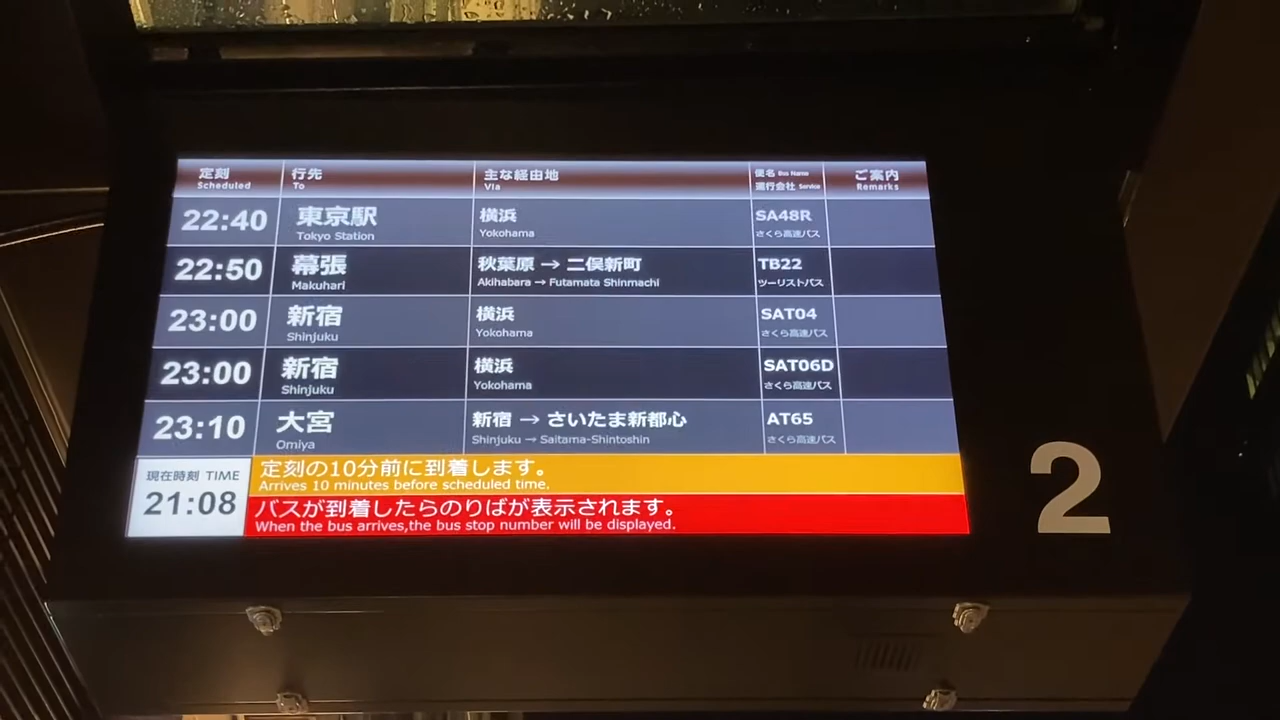 定刻 行先 主な経由地 便名 Bus Name ご案内
Scheduled To Via 運行会社 Service Remarks
22:40 東京駅 横浜 SA48R
Tokyo Station Yokohama さくら高速バス
22:50 幕張 秋葉原 → 二俣新町 TB22
Makuhari Akihabara → Futamata Shinmachi ツーリストバス
23:00 新宿 横浜 SAT04
Shinjuku Yokohama さくら高速バス
23:00 新宿 横浜 SAT06D
Shinjuku Yokohama さくら高速バス
23:10 大宮 新宿 → さいたま新都心 AT65
Omiya Shinjuku → Saitama-Shintoshin さくら高速バス
現在時刻 TIME
21:08
定刻の10分前に到着します。
Arrives 10 minutes before scheduled time.
バスが到着したらのりばが表示されます。
When the bus arrives,the bus stop number will be displayed.
2